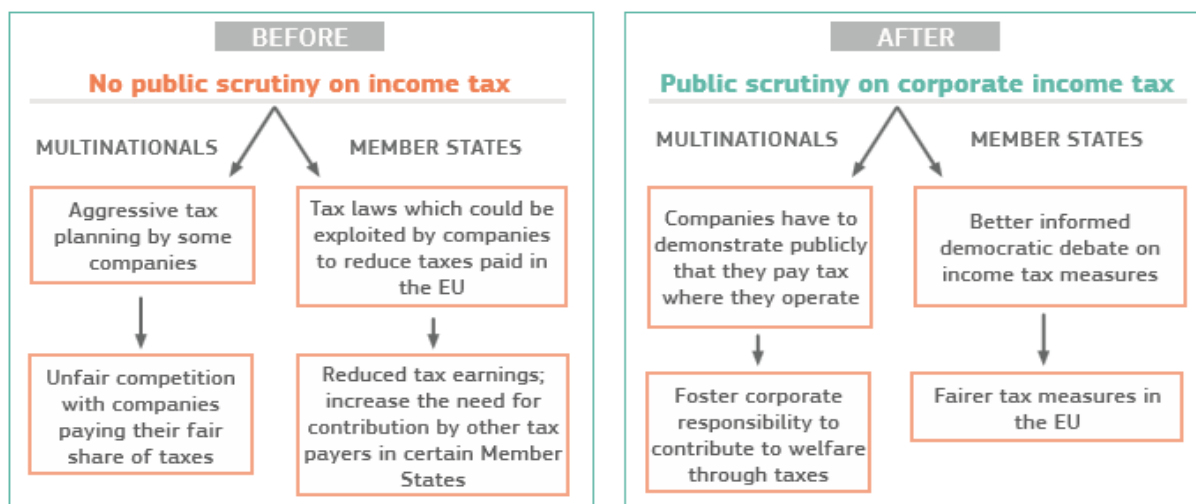 BEFORE
No public scrutiny on income tax
MULTINATIONALS
MEMBER STATES
Aggressive tax
planning by some
companies
Tax laws which could be
exploited by companies
to reduce taxes paid in
the EU
Unfair competition
with companies
paying their fair
share of taxes
Reduced tax earnings;
increase the need for
contribution by other tax
payers in certain Member
States
AFTER
Public scrutiny on corporate income tax
MULTINATIONALS
MEMBER STATES
Companies have to
demonstrate publicly
that they pay tax
where they operate
Better informed
democratic debate on
income tax measures
Foster corporate
responsibility to
contribute to welfare
through taxes
Fairer tax measures in
the EU